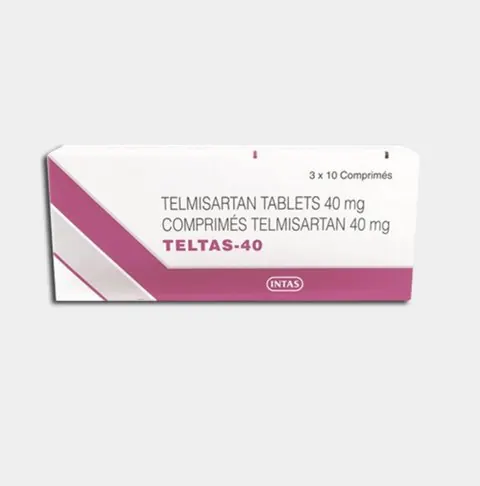 3 x 10 Comprimés
TELMISARTAN TABLETS 40 mg
COMPRIMÉS TELMISARTAN 40 mg
TELTAS-40
INTAS